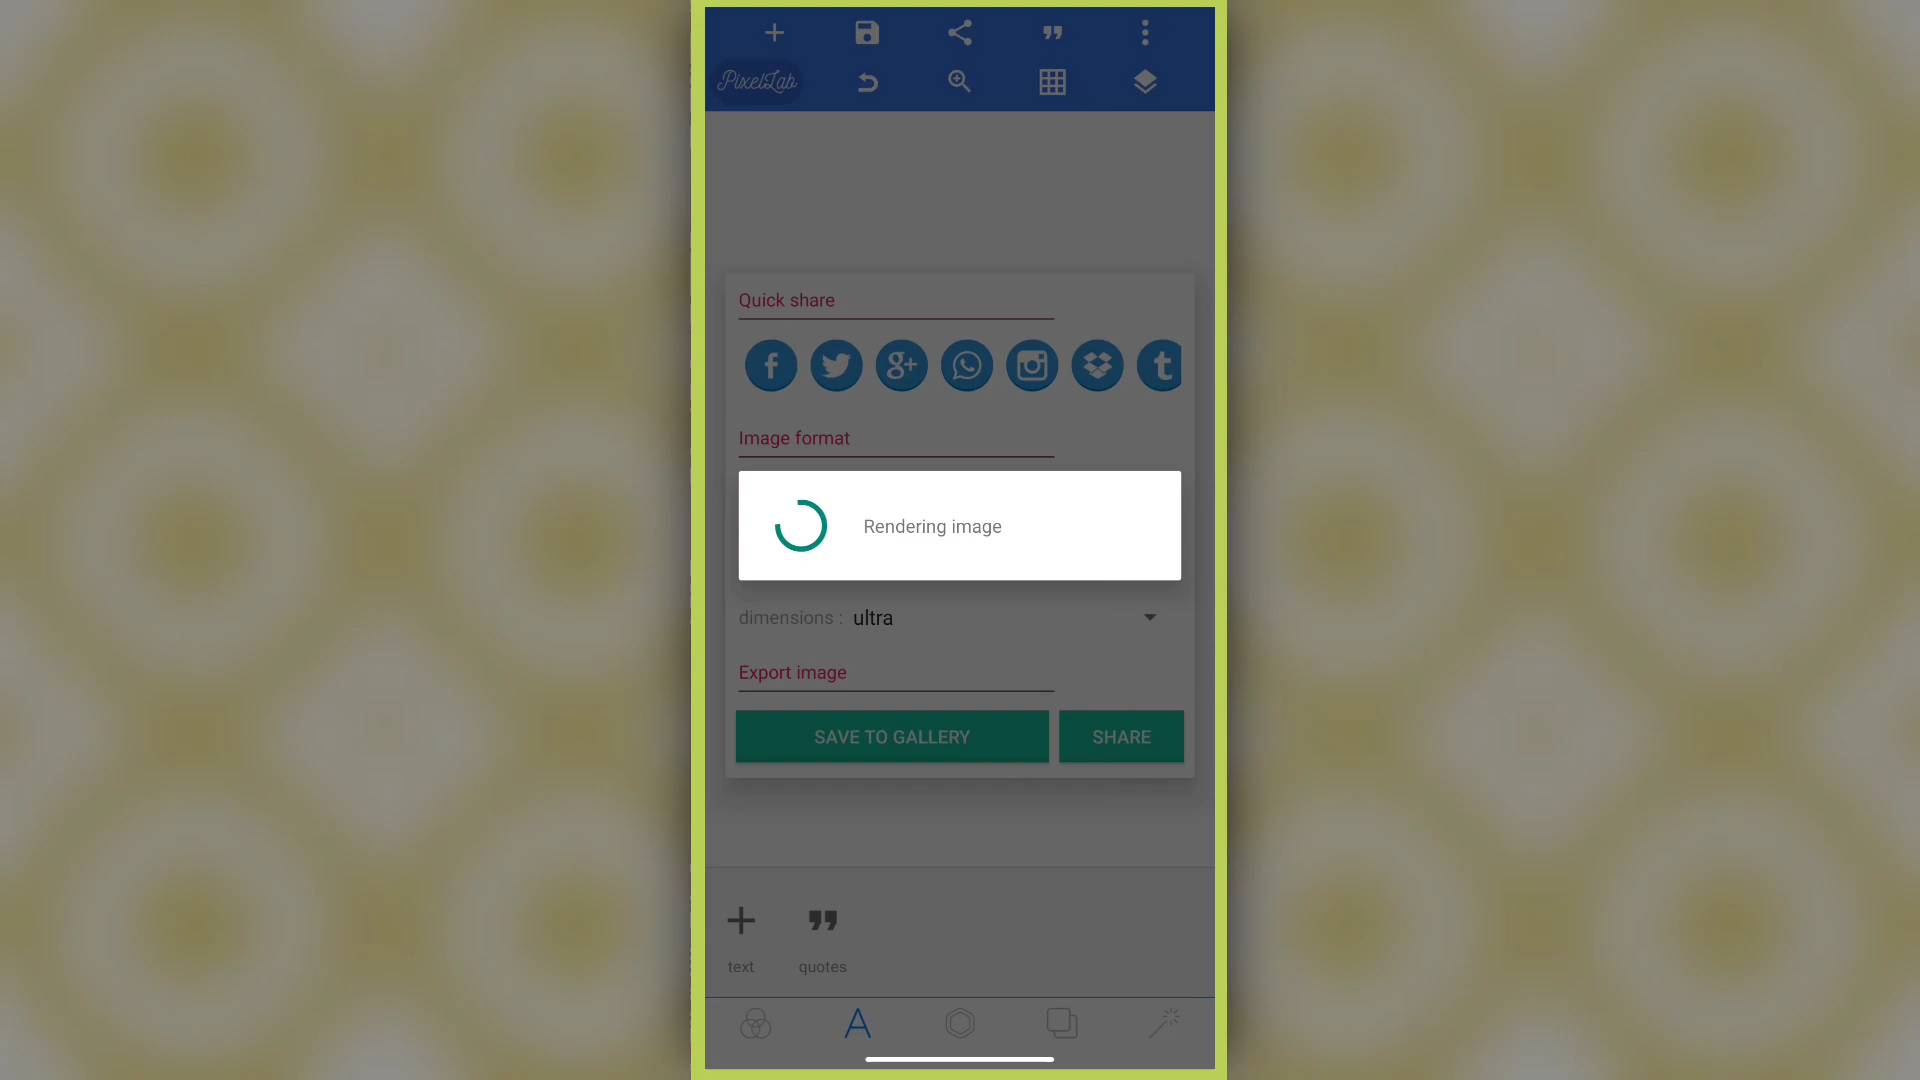 PixelLab
Quick share
Image format
Rendering image
dimensions : ultra
Export image
SAVE TO GALLERY
SHARE
text
quotes